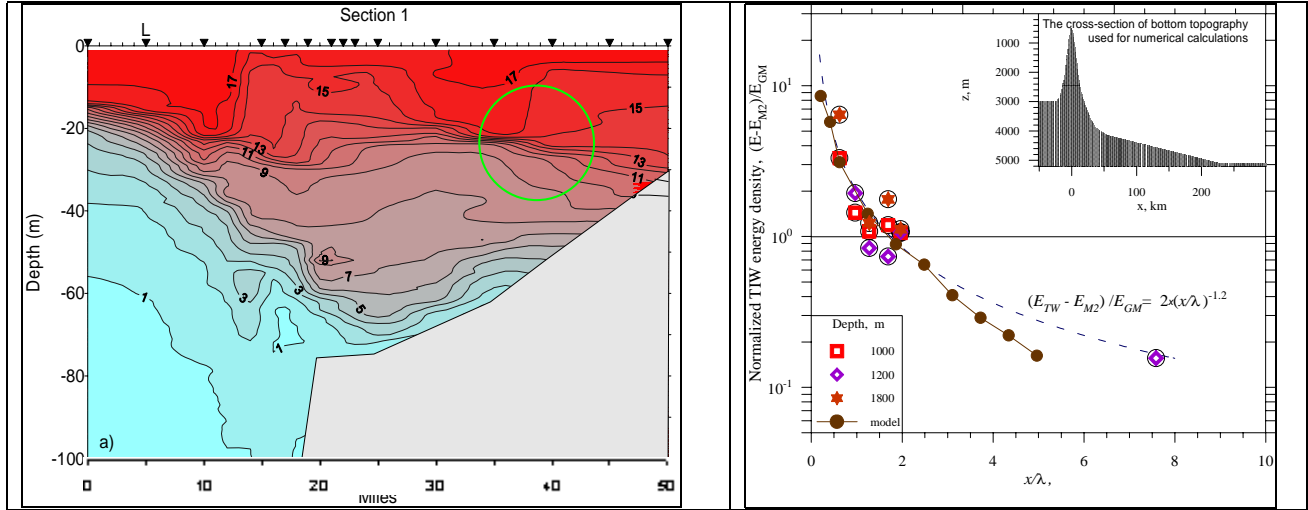 Section 1
L
0
-20
-40
-60
-80
-100
Depth (m)
17
15
17
15
13
11
9
13
11
9
7
5
3
3
1
1
a)
0 10 20 30 40 50
Miles
Normalized TIW energy density, (E-E_M2)/E_GM
10^1
10^0
10^-1
The cross-section of bottom topography
used for numerical calculations
z, m
1000
2000
3000
4000
5000
0 100 200
x, km
(E_TW - E_M2) /E_GM= 2x(x/λ)^-1.2
Depth, m
1000
1200
1800
model
0 2 4 6 8 10
x/λ,